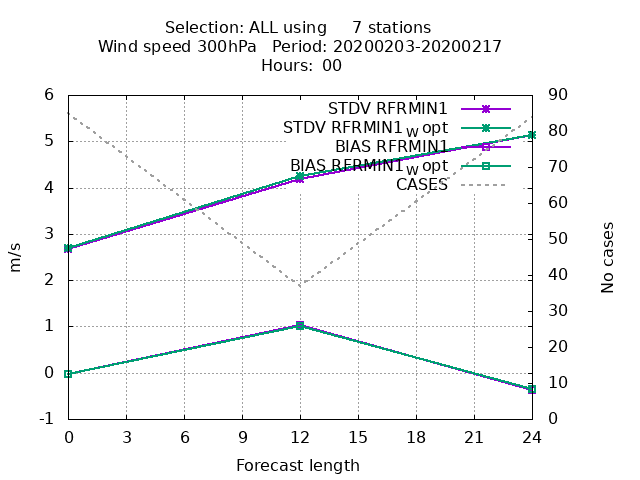 Selection: ALL using     7 stations
Wind speed 300hPa   Period: 20200203-20200217
Hours: 00
STDV RFRMIN1
STDV RFRMIN1_W opt
BIAS RFRMIN1
BIAS RFRMIN1_W opt
CASES
6
5
4
3
2
1
0
-1
m/s
90
80
70
60
50
40
30
20
10
0
No cases
0 3 6 9 12 15 18 21 24
Forecast length